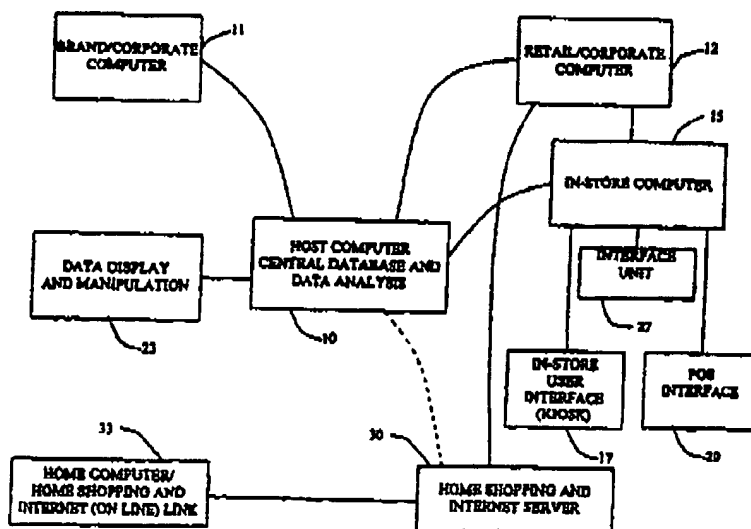 11
BRAND/CORPORATE
COMPUTER
RETAIL/CORPORATE
COMPUTER
12
15
IN-STORE COMPUTER
HOST COMPUTER
CENTRAL DATABASE AND
DATA ANALYSIS
10
DATA DISPLAY
AND MANIPULATION
23
INTERFACE
UNIT
27
IN-STORE
USER
INTERFACE
(KIOSK)
17
POS
INTERFACE
20
33
HOME COMPUTER/
HOME SHOPPING AND
INTERNET (ON LINE) LINK
30
HOME SHOPPING AND
INTERNET SERVER